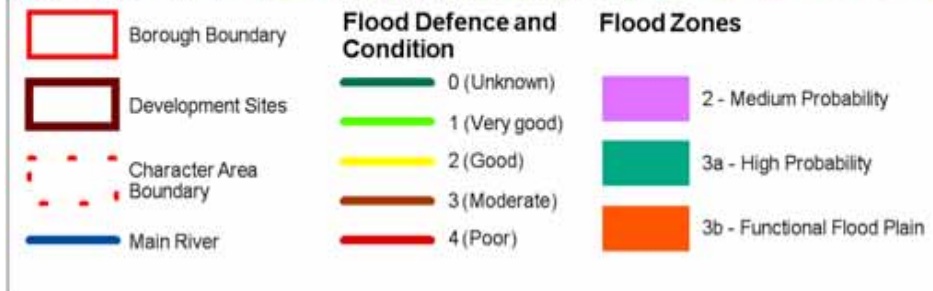 Borough Boundary
Development Sites
Character Area
Boundary
Main River
Flood Defence and
Condition
0 (Unknown)
1 (Very good)
2 (Good)
3 (Moderate)
4 (Poor)
Flood Zones
2 - Medium Probability
3a - High Probability
3b - Functional Flood Plain